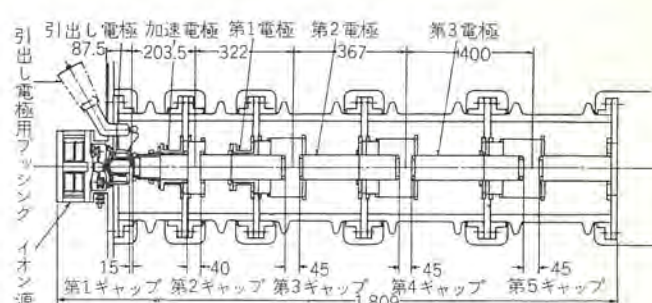 引出し電極 加速電極 第1電極 第2電極 第3電極
87.5 203.5 322 367 400
引出し電極用ブッシング
イオン源
15 40 45 45 45
第1ギャップ 第2ギャップ 第3ギャップ 第4ギャップ 第5ギャップ
1,809